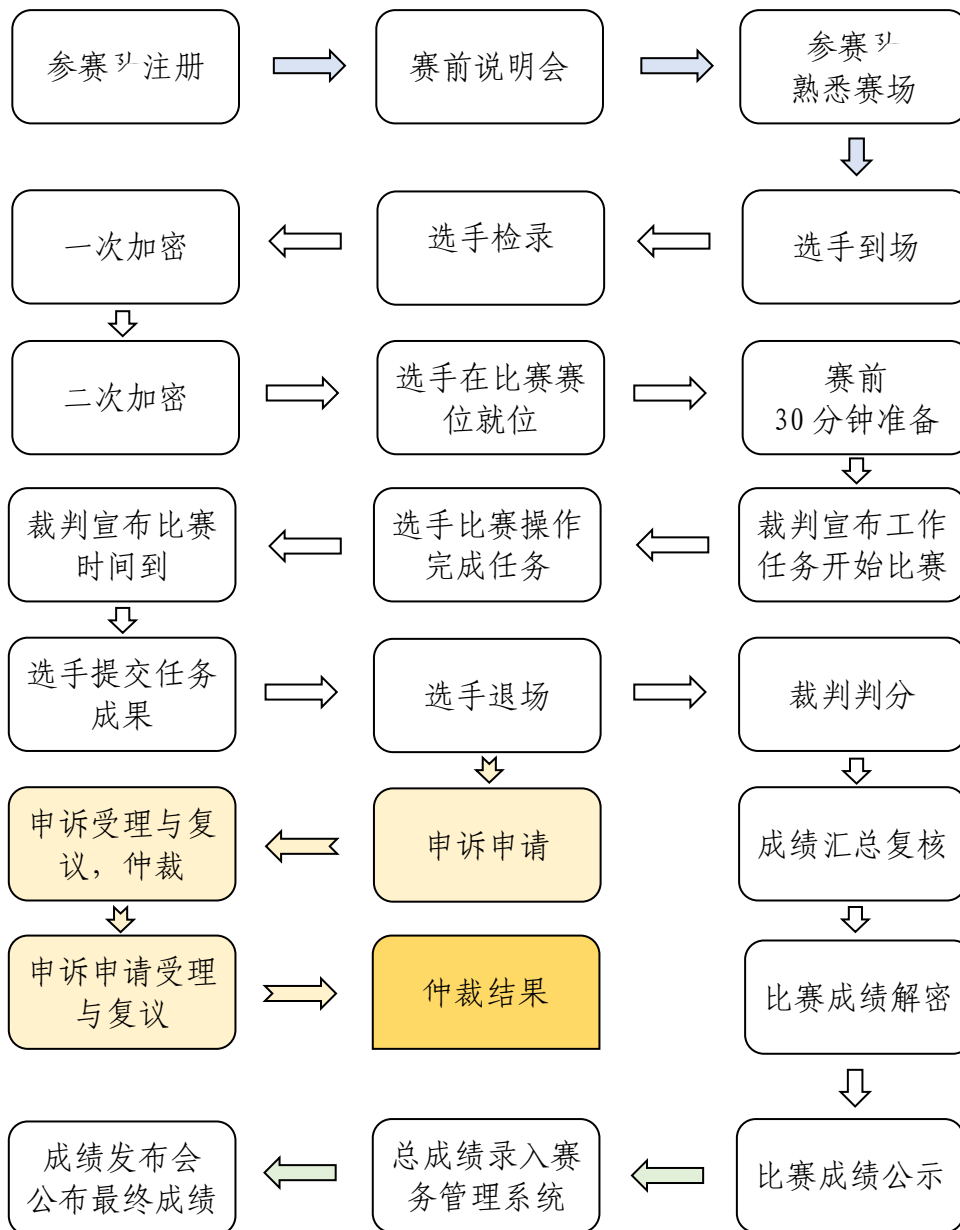 参赛 注册
赛前说明会
参赛
熟悉赛场
一次加密
选手检录
选手到场
二次加密
选手在比赛赛
位就位
赛前
30 分钟准备
裁判宣布比赛
时间到
选手比赛操作
完成任务
裁判宣布工作
任务开始比赛
选手提交任务
成果
选手退场
裁判判分
申诉受理与复
议，仲裁
申诉申请
成绩汇总复核
申诉申请受理
与复议
仲裁结果
比赛成绩解密
成绩发布会
公布最终成绩
总成绩录入赛
务管理系统
比赛成绩公示